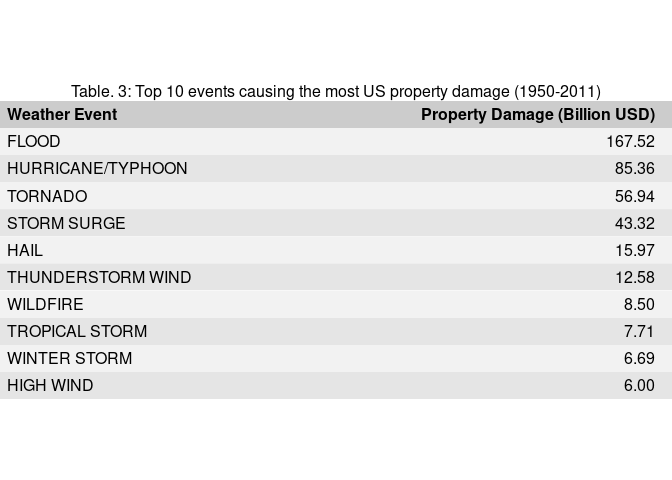 Table. 3: Top 10 events causing the most US property damage (1950-2011)
Weather Event Property Damage (Billion USD)
FLOOD 167.52
HURRICANE/TYPHOON 85.36
TORNADO 56.94
STORM SURGE 43.32
HAIL 15.97
THUNDERSTORM WIND 12.58
WILDFIRE 8.50
TROPICAL STORM 7.71
WINTER STORM 6.69
HIGH WIND 6.00